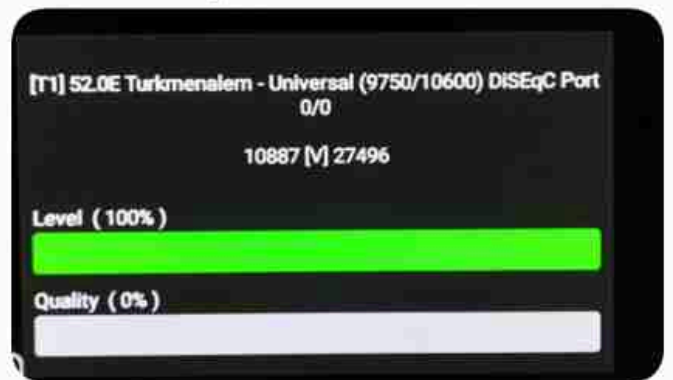 [T1] 52.0E Turkmenalem - Universal (9750/10600) DiSEqC Port
0/0
10887 [V] 27496
Level ( 100% )
Quality ( 0% )